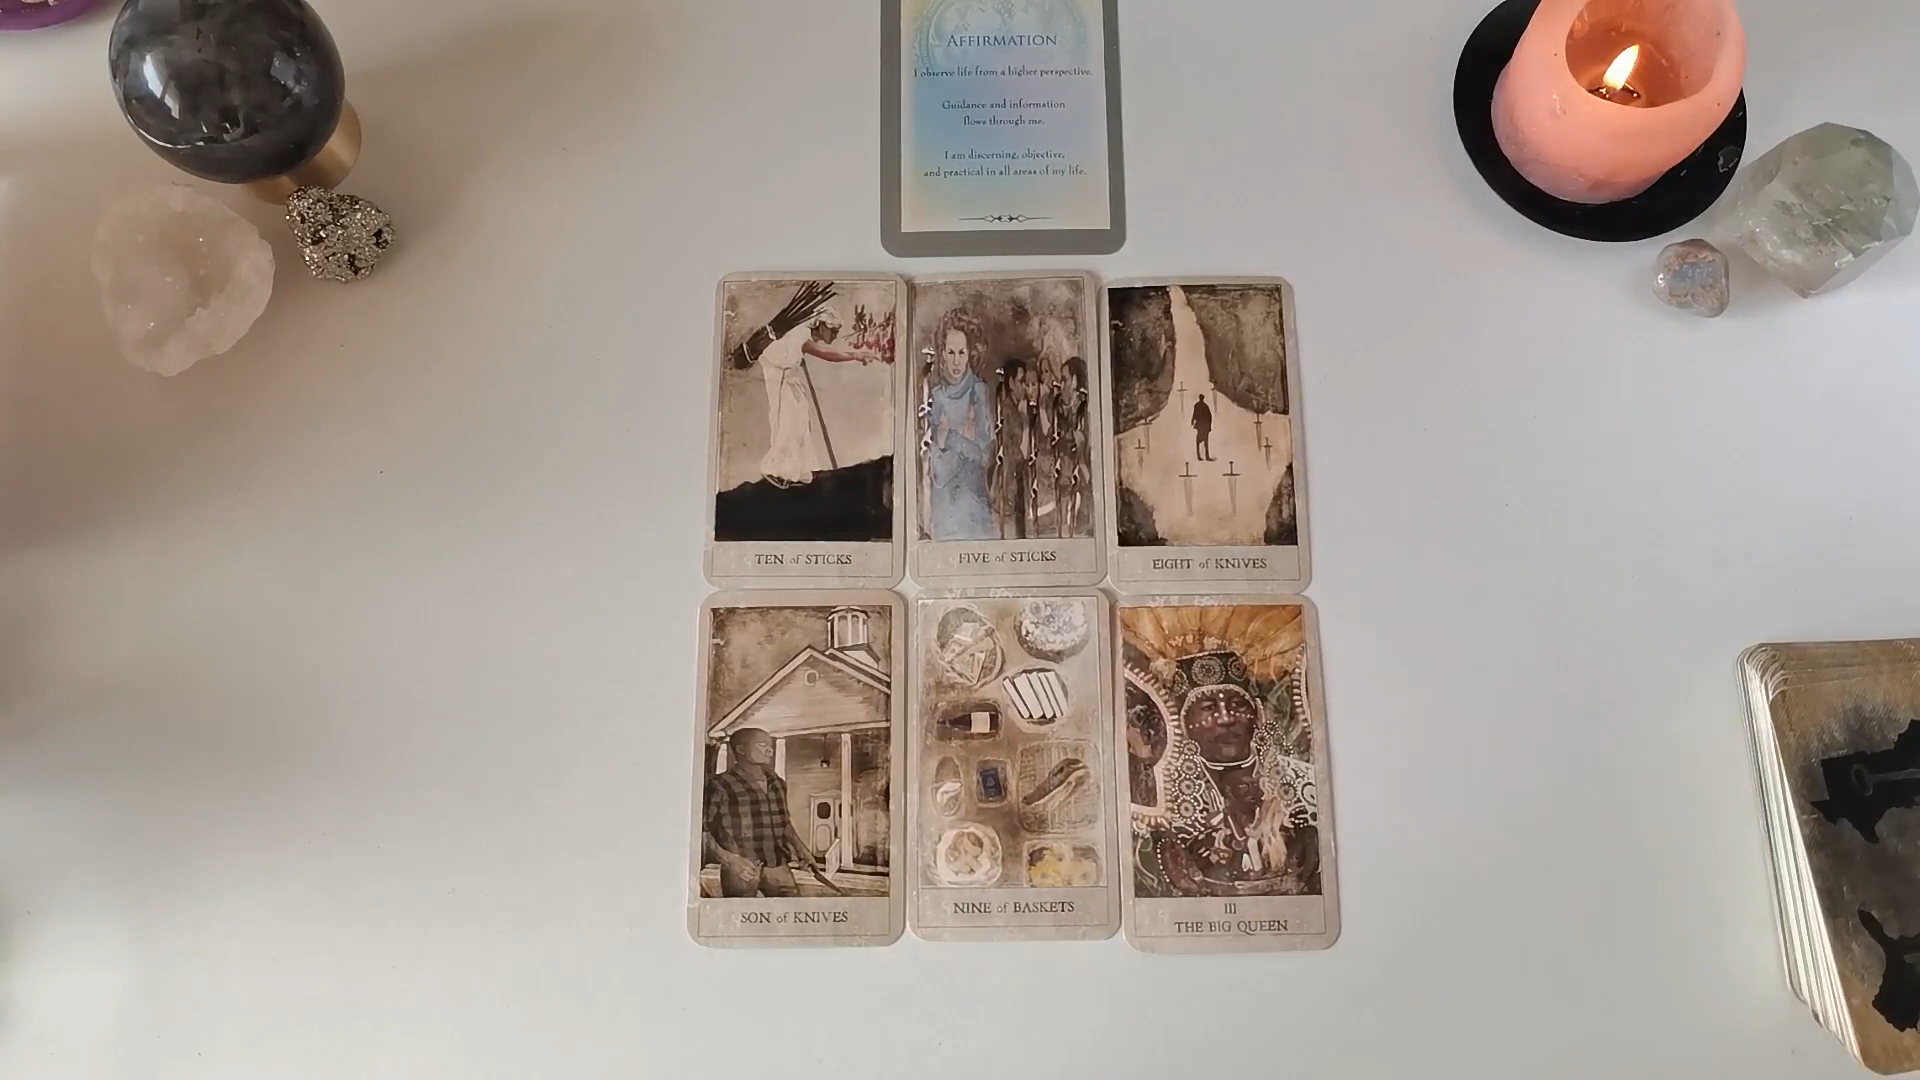 AFFIRMATION
I observe life from a higher perspective.
Guidance and information
flows through me.
I am discerning, objective,
and practical in all areas of my life.
TEN of STICKS
FIVE of STICKS
EIGHT of KNIVES
SON of KNIVES
NINE of BASKETS
III
THE BIG QUEEN